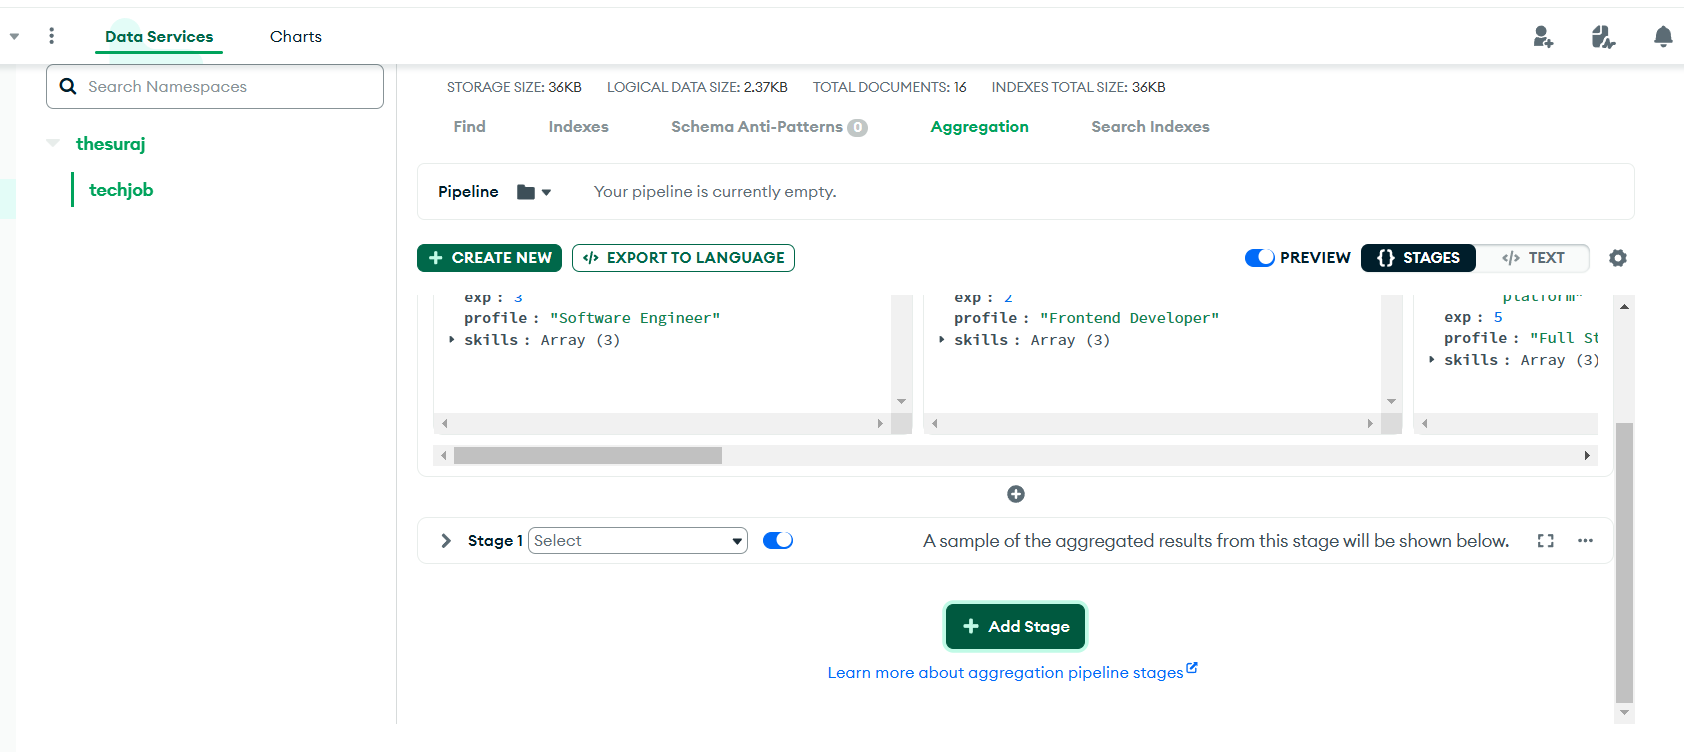 Data Services
Charts
Search Namespaces
thesuraj
techjob
STORAGE SIZE: 36KB LOGICAL DATA SIZE: 2.37KB TOTAL DOCUMENTS: 16 INDEXES TOTAL SIZE: 36KB
Find Indexes Schema Anti-Patterns 0 Aggregation Search Indexes
Pipeline Your pipeline is currently empty.
+ CREATE NEW </> EXPORT TO LANGUAGE PREVIEW {} STAGES </> TEXT
exp : 3
profile : "Software Engineer"
skills : Array (3)
exp : 2
profile : "Frontend Developer"
skills : Array (3)
platform"
exp : 5
profile : "Full St
skills : Array (3)
Stage 1 Select A sample of the aggregated results from this stage will be shown below. ...
+ Add Stage
Learn more about aggregation pipeline stages